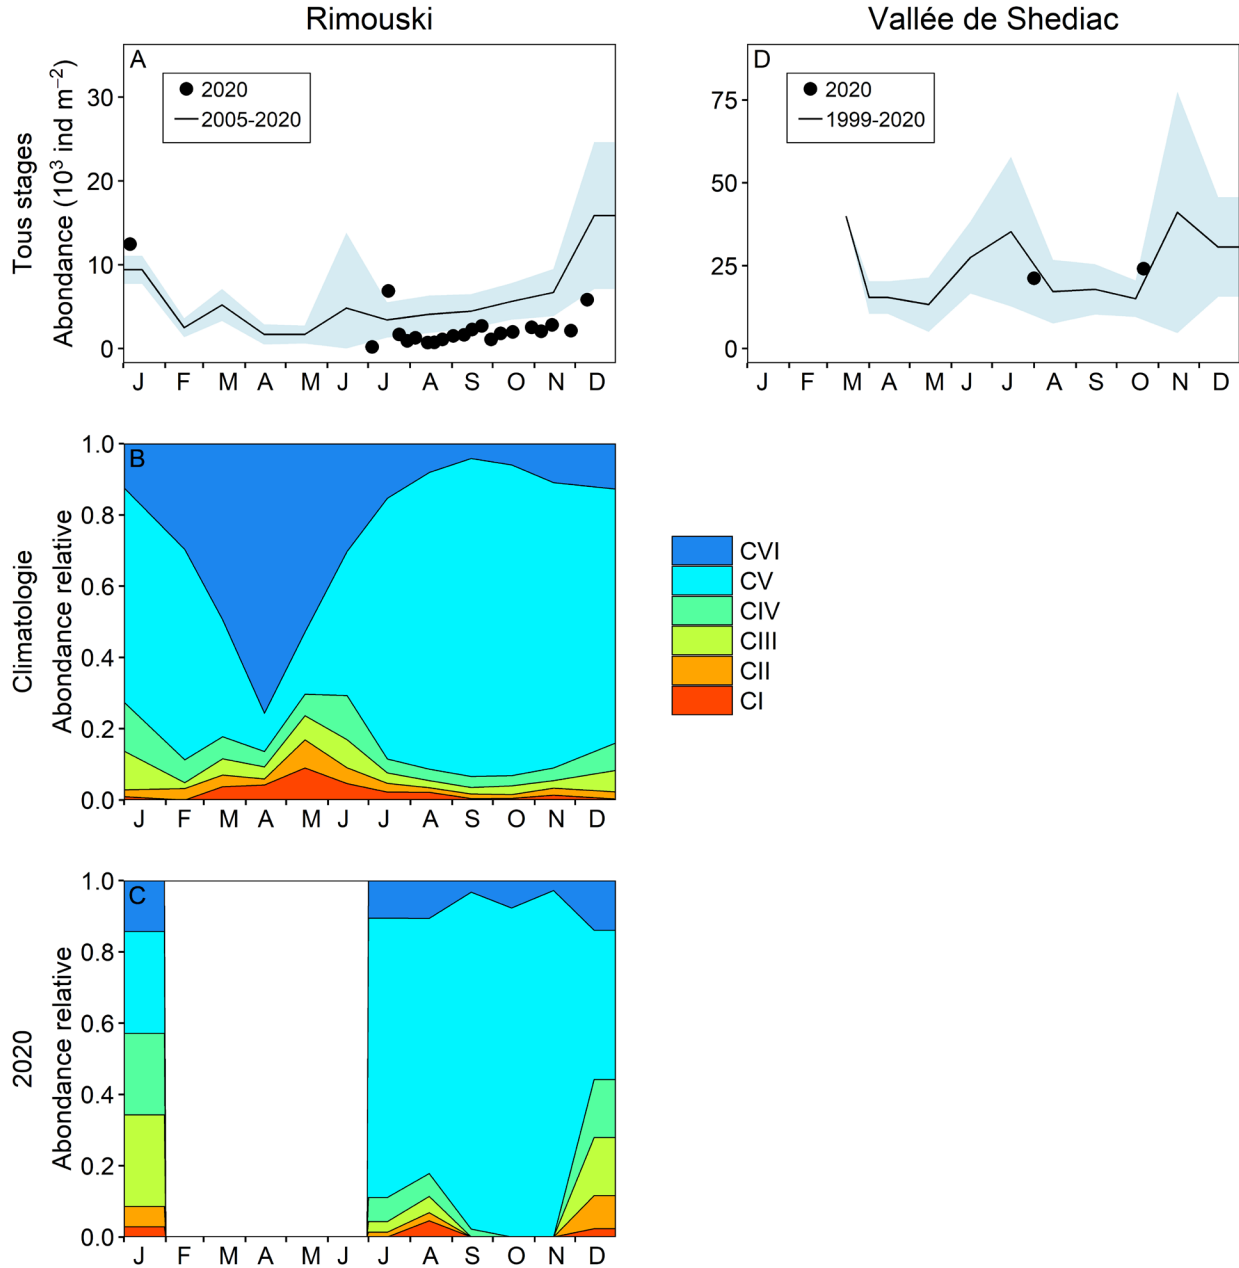 Rimouski
Vallée de Shediac
Tous stages
Abondance (10³ ind m⁻²)
A
2020
2005-2020
30
20
10
0
J F M A M J J A S O N D
D
2020
1999-2020
75
50
25
0
J F M A M J J A S O N D
Climatologie
Abondance relative
B
1.0
0.8
0.6
0.4
0.2
0.0
J F M A M J J A S O N D
CVI
CV
CIV
CIII
CII
CI
2020
Abondance relative
C
1.0
0.8
0.6
0.4
0.2
0.0
J F M A M J J A S O N D